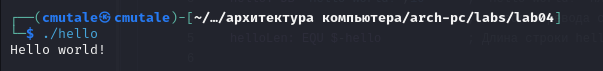 ┌──(cmutale㉿cmutale)-[~/…/архитектура компьютера/arch-pc/labs/lab04]
└─$ ./hello
Hello world!